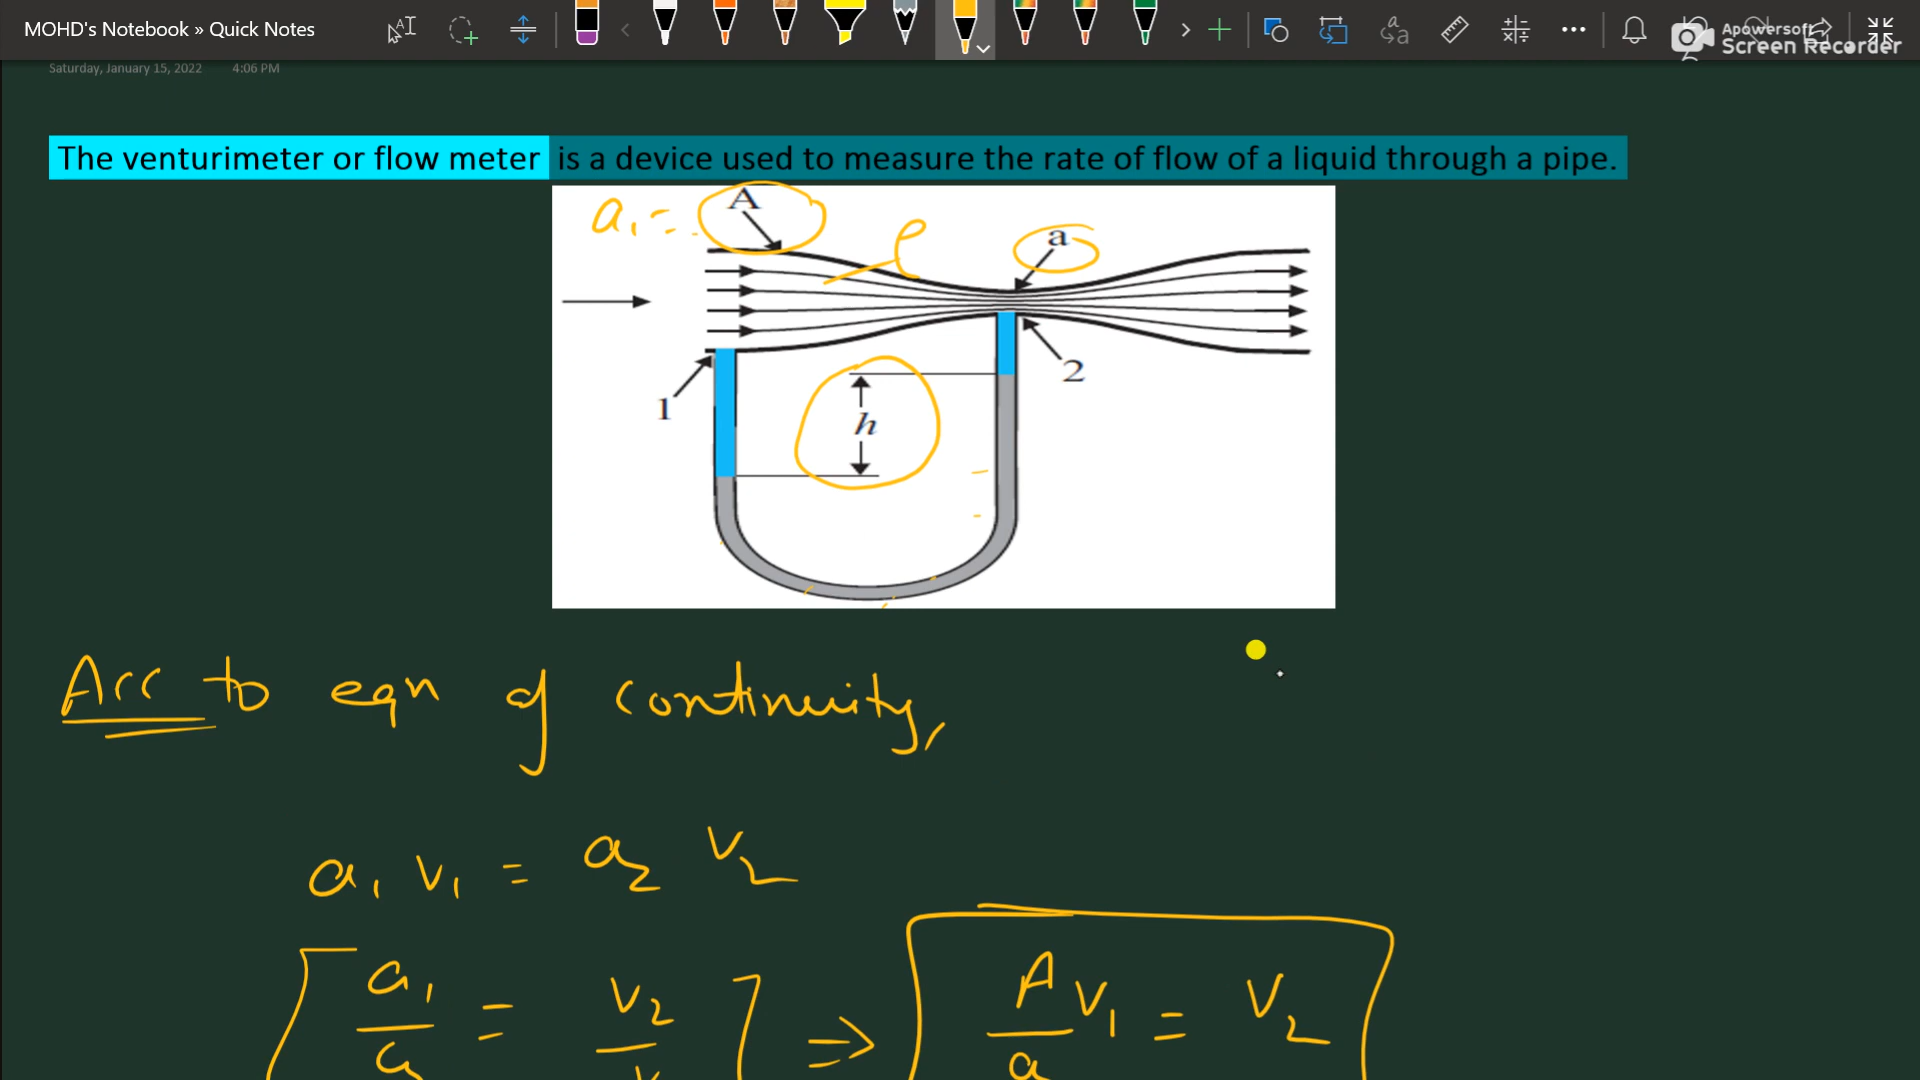 MOHD's Notebook » Quick Notes
Apowersoft
Screen Recorder
Saturday, January 15, 2022 4:06 PM
The venturimeter or flow meter is a device used to measure the rate of flow of a liquid through a pipe.
a₁ = A
ρ
a
1
h
2
Acc to eqn of continuity,
a₁ v₁ = a₂ v₂
a₁ = v₂ ⇒ A v₁ = v₂
a